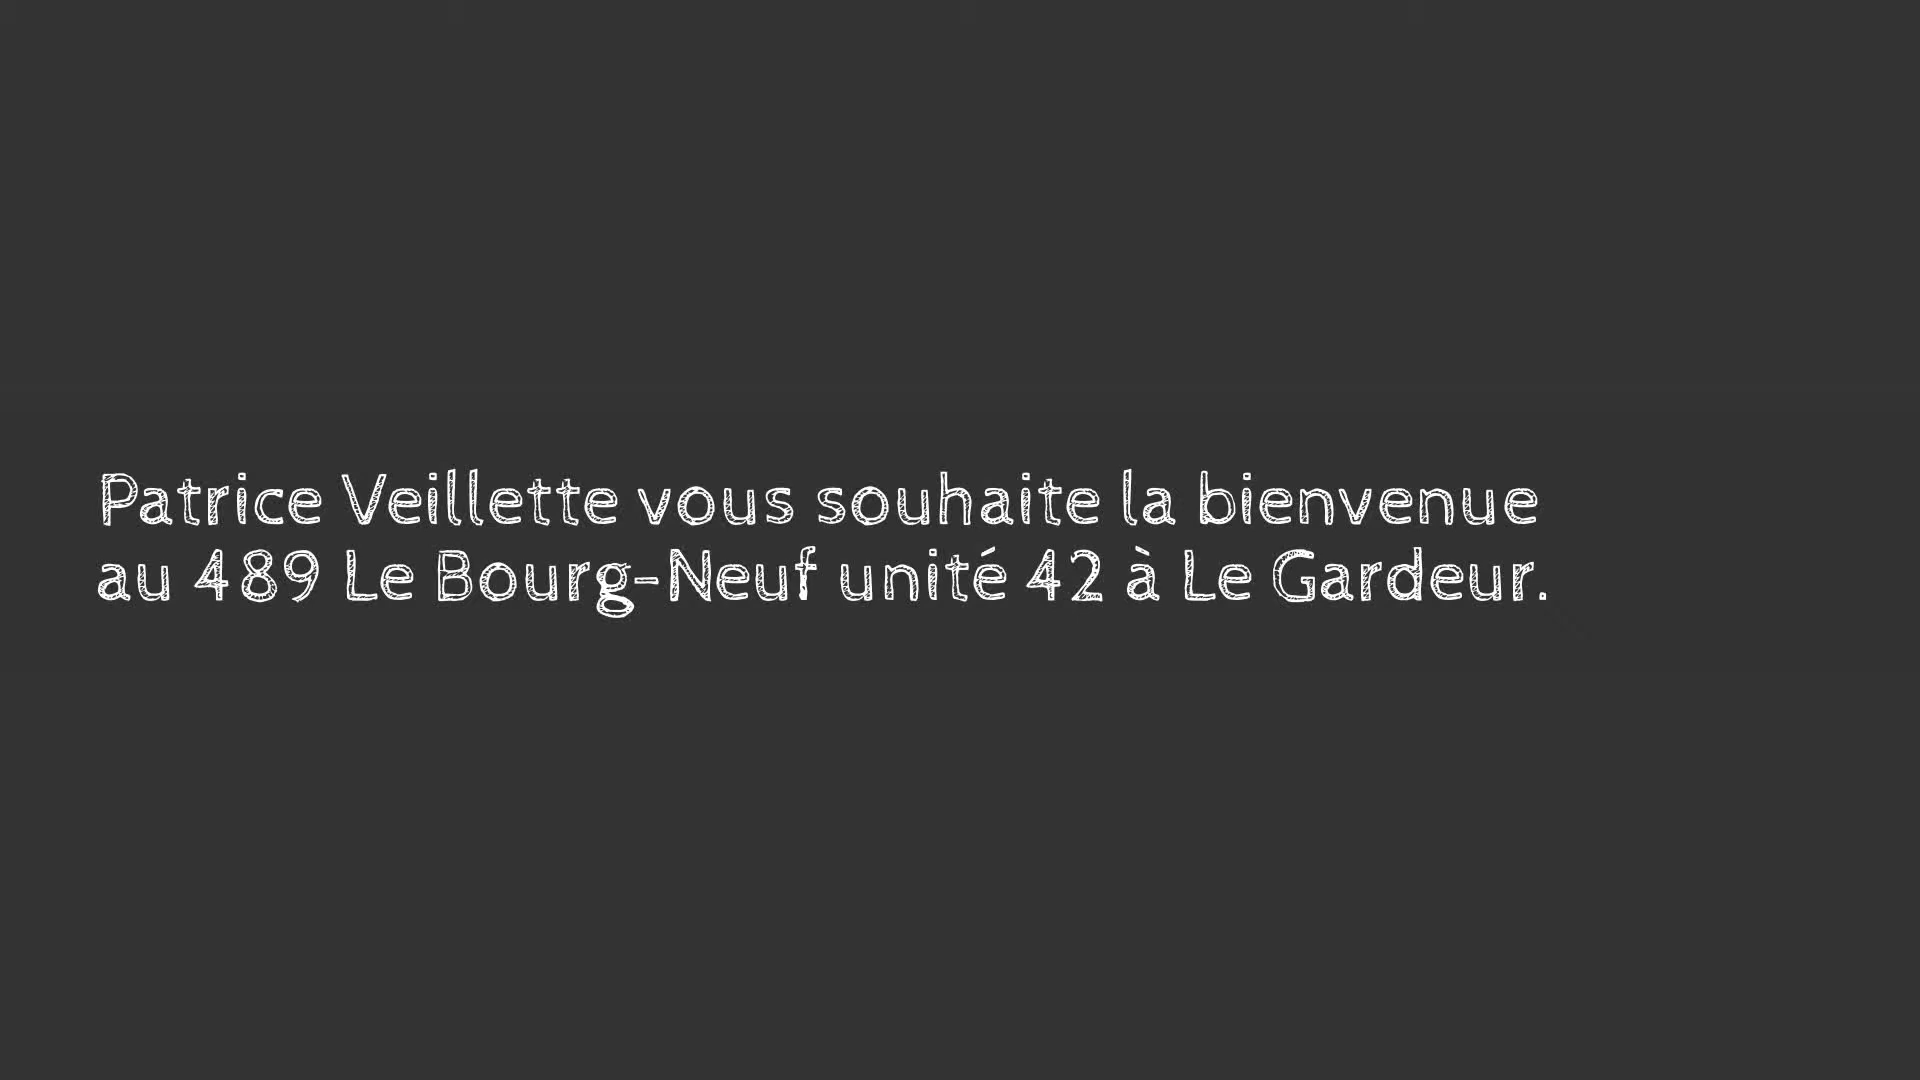 Patrice Veillette vous souhaite la bienvenue
au 489 Le Bourg-Neuf unité 42 à Le Gardeur.